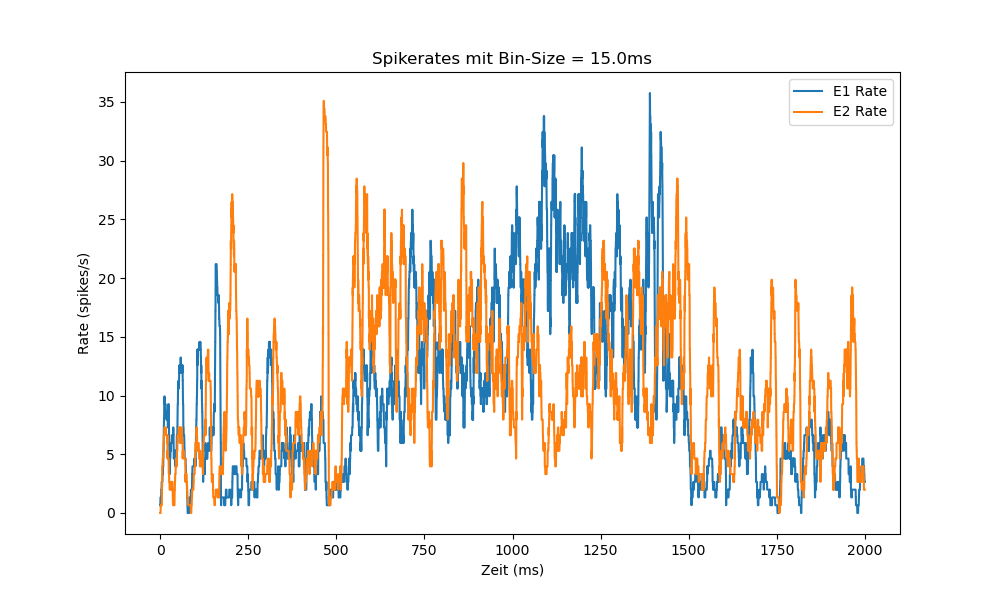 Spikerates mit Bin-Size = 15.0ms
E1 Rate
E2 Rate
Rate (spikes/s)
35
30
25
20
15
10
5
0
0 250 500 750 1000 1250 1500 1750 2000
Zeit (ms)